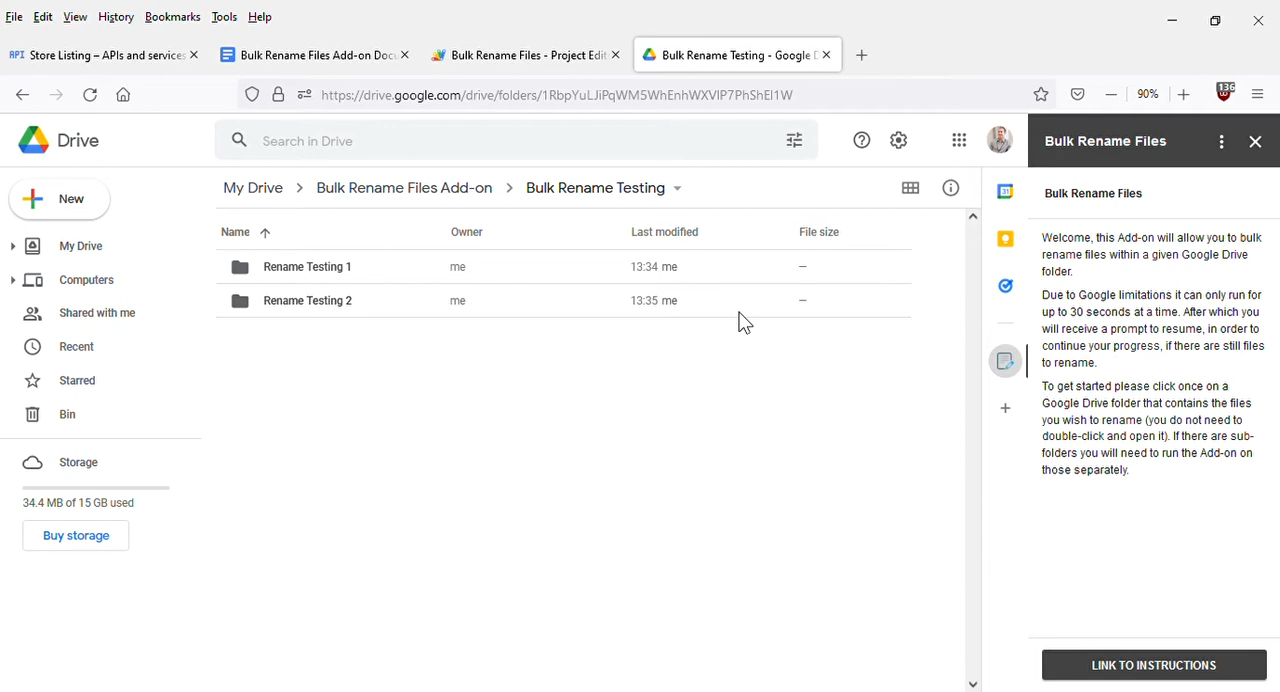 File Edit View History Bookmarks Tools Help
API Store Listing – APIs and services
Bulk Rename Files Add-on Docu
Bulk Rename Files - Project Edit
Bulk Rename Testing - Google D
https://drive.google.com/drive/folders/1RbpYuLJiPqWM5WhEnhWXVIP7PhShEI1W
90%
136
Drive
Search in Drive
Bulk Rename Files
New
My Drive
Computers
Shared with me
Recent
Starred
Bin
Storage
34.4 MB of 15 GB used
Buy storage
My Drive > Bulk Rename Files Add-on > Bulk Rename Testing
Name Owner Last modified File size
Rename Testing 1 me 13:34 me –
Rename Testing 2 me 13:35 me –
31
Bulk Rename Files
Welcome, this Add-on will allow you to bulk
rename files within a given Google Drive
folder.
Due to Google limitations it can only run for
up to 30 seconds at a time. After which you
will receive a prompt to resume, in order to
continue your progress, if there are still files
to rename.
To get started please click once on a
Google Drive folder that contains the files
you wish to rename (you do not need to
double-click and open it). If there are sub-
folders you will need to run the Add-on on
those separately.
LINK TO INSTRUCTIONS